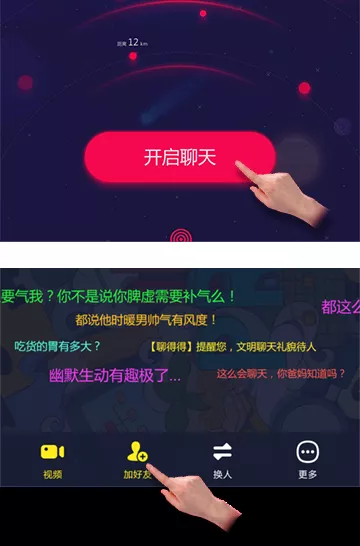 距离 12 km
开启聊天
要气我？你不是说你脾虚需要补气么！
都这么
都说他时暖男帅气有风度！
吃货的胃有多大？
【聊得得】提醒您，文明聊天礼貌待人
幽默生动有趣极了...
这么会聊天，你爸妈知道吗？
视频
加好友
换人
更多